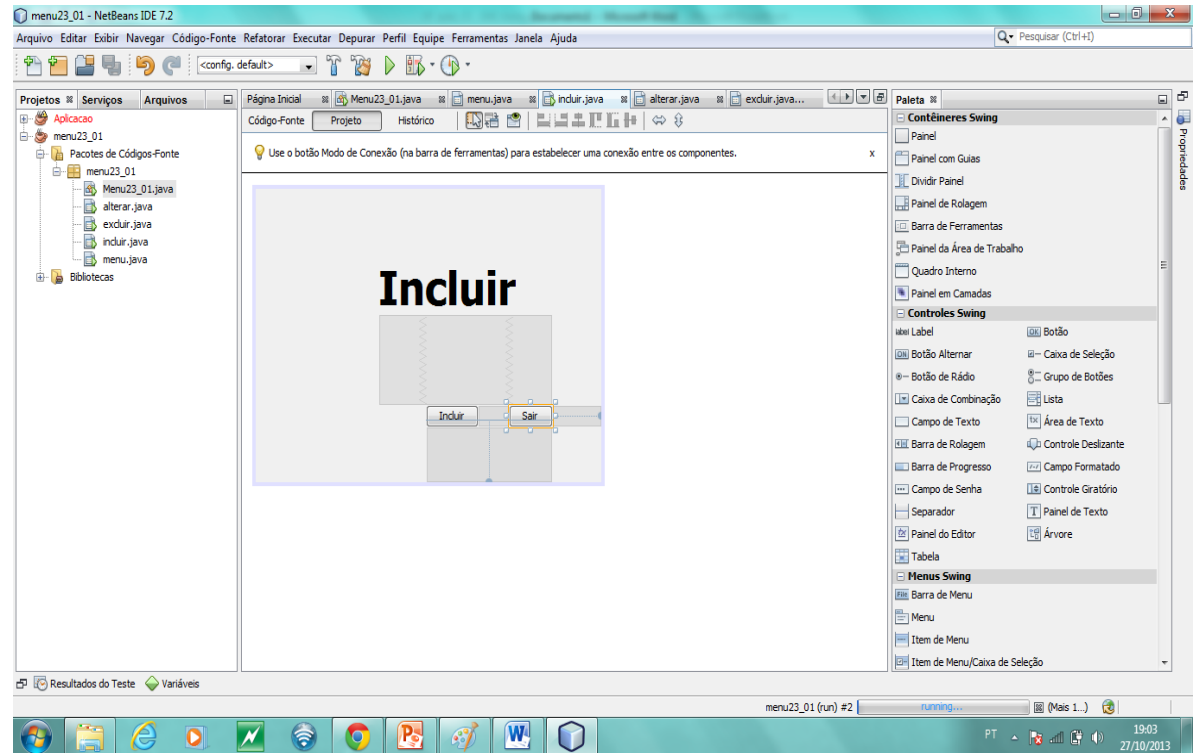 menu23_01 - NetBeans IDE 7.2
Arquivo Editar Exibir Navegar Código-Fonte Refatorar Executar Depurar Perfil Equipe Ferramentas Janela Ajuda
Pesquisar (Ctrl+I)
<config. default>
Projetos Serviços Arquivos
Página Inicial Menu23_01.java menu.java incluir.java alterar.java excluir.java...
Paleta
Código-Fonte Projeto Histórico
Use o botão Modo de Conexão (na barra de ferramentas) para estabelecer uma conexão entre os componentes. x
Aplicacao
menu23_01
Pacotes de Códigos-Fonte
menu23_01
Menu23_01.java
alterar.java
excluir.java
incluir.java
menu.java
Bibliotecas
Incluir
Incluir Sair
Contêineres Swing
Painel
Painel com Guias
Dividir Painel
Painel de Rolagem
Barra de Ferramentas
Painel da Área de Trabalho
Quadro Interno
Painel em Camadas
Controles Swing
label Label OK Botão
ON Botão Alternar Caixa de Seleção
Botão de Rádio Grupo de Botões
Caixa de Combinação Lista
Campo de Texto Área de Texto
Barra de Rolagem Controle Deslizante
Barra de Progresso Campo Formatado
Campo de Senha Controle Giratório
Separador Painel de Texto
Painel do Editor Árvore
Tabela
Menus Swing
File Barra de Menu
Menu
Item de Menu
Item de Menu/Caixa de Seleção
Propriedades
Resultados do Teste Variáveis
menu23_01 (run) #2 running... (Mais 1...)
PT
19:03
27/10/2013